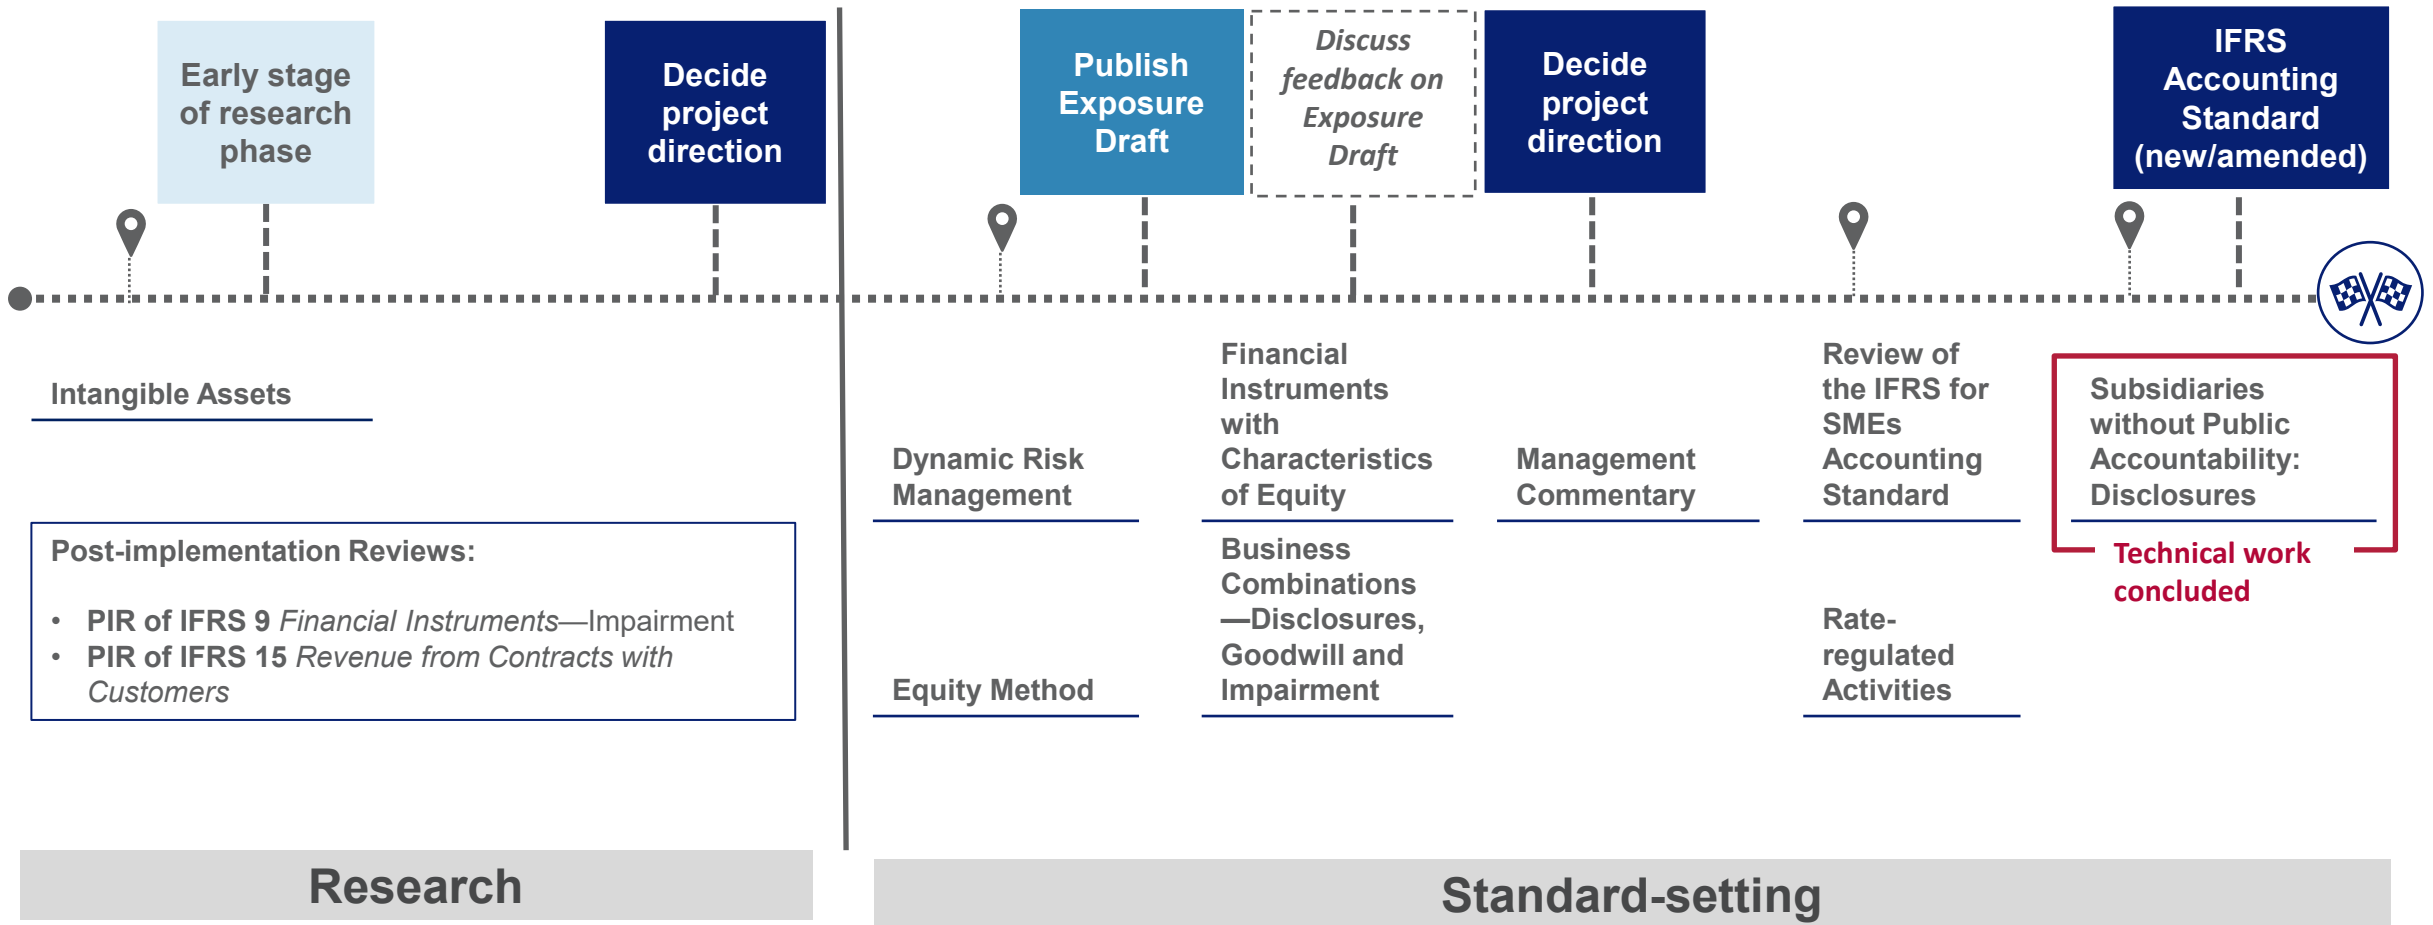 Early stage
of research
phase
Decide
project
direction
Publish
Exposure
Draft
Discuss
feedback on
Exposure
Draft
Decide
project
direction
IFRS
Accounting
Standard
(new/amended)
Intangible Assets
Post-implementation Reviews:
• PIR of IFRS 9 Financial Instruments—Impairment
• PIR of IFRS 15 Revenue from Contracts with
Customers
Dynamic Risk
Management
Equity Method
Financial
Instruments
with
Characteristics
of Equity
Business
Combinations
—Disclosures,
Goodwill and
Impairment
Management
Commentary
Review of
the IFRS for
SMEs
Accounting
Standard
Rate-
regulated
Activities
Subsidiaries
without Public
Accountability:
Disclosures
Technical work
concluded
Research
Standard-setting